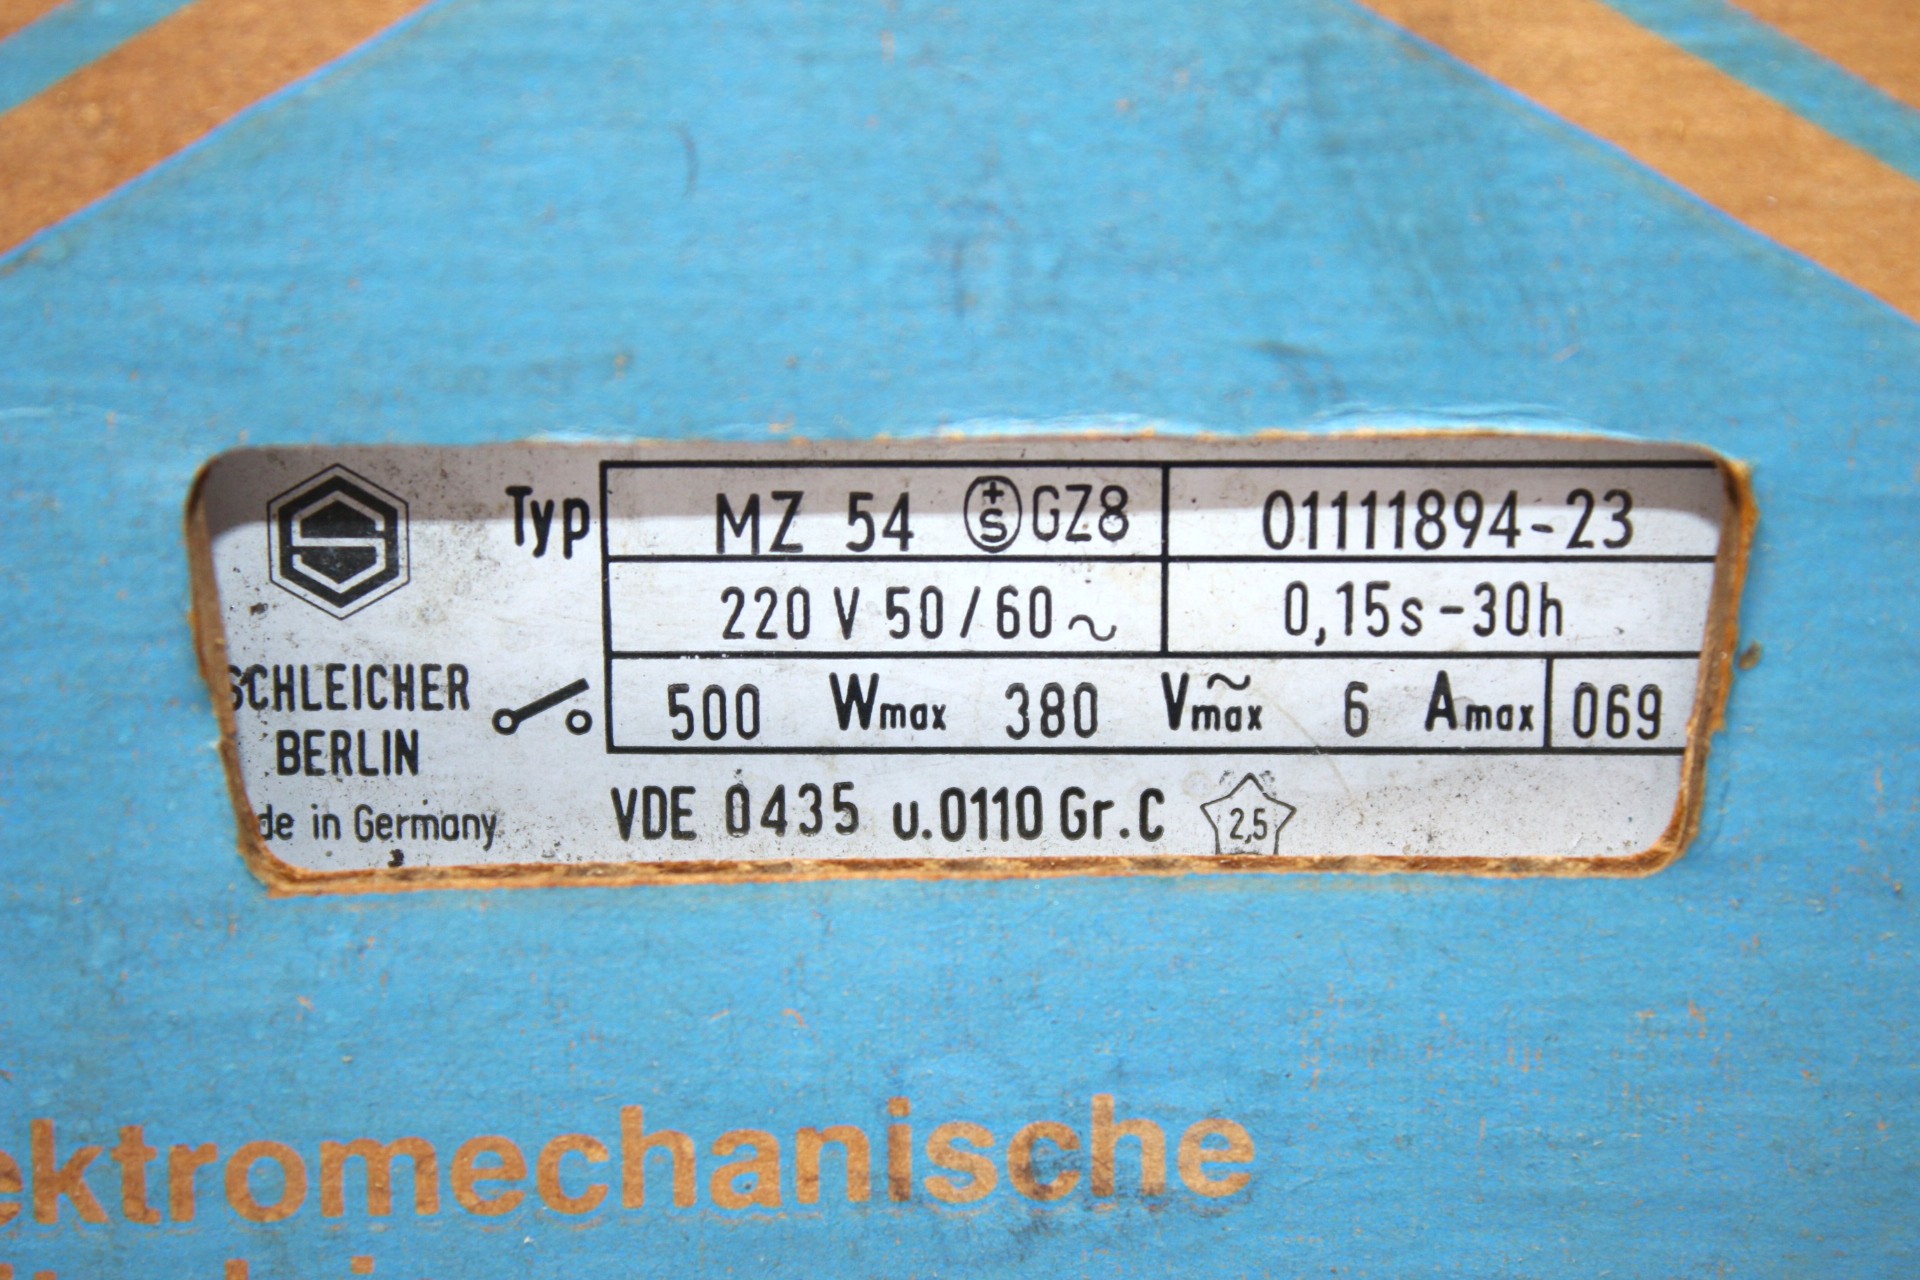 Typ MZ 54 +S GZ8 01111894-23
220 V 50/60~ 0,15s-30h
500 Wmax 380 V~max 6 Amax 069
SCHLEICHER
BERLIN
de in Germany
VDE 0435 u.0110 Gr.C 2,5
ektromechanische